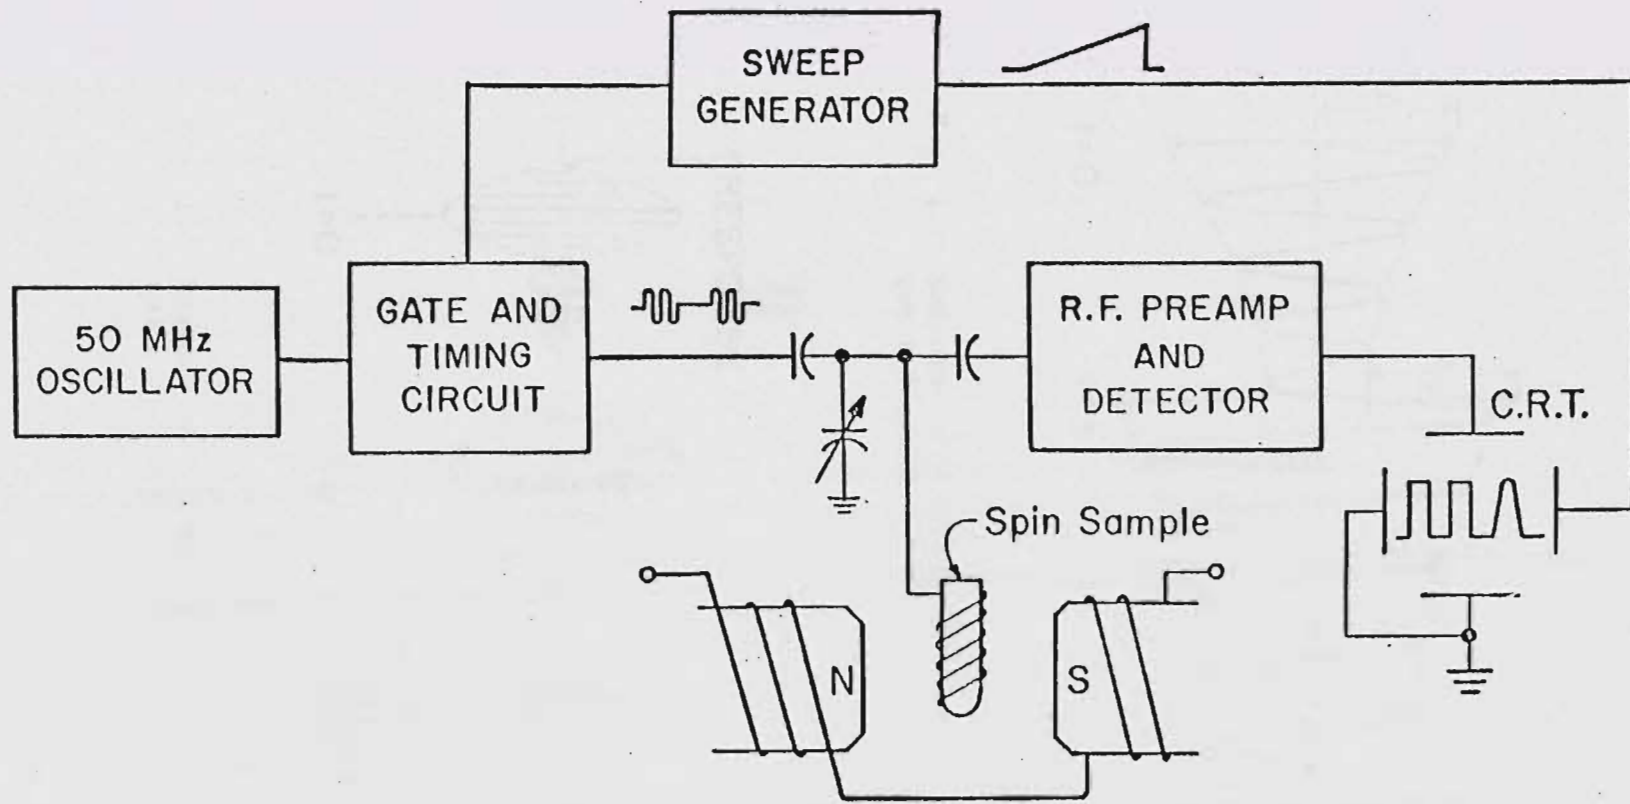 SWEEP
GENERATOR
50 MHz
OSCILLATOR
GATE AND
TIMING
CIRCUIT
R.F. PREAMP
AND
DETECTOR
C.R.T.
Spin Sample
N
S